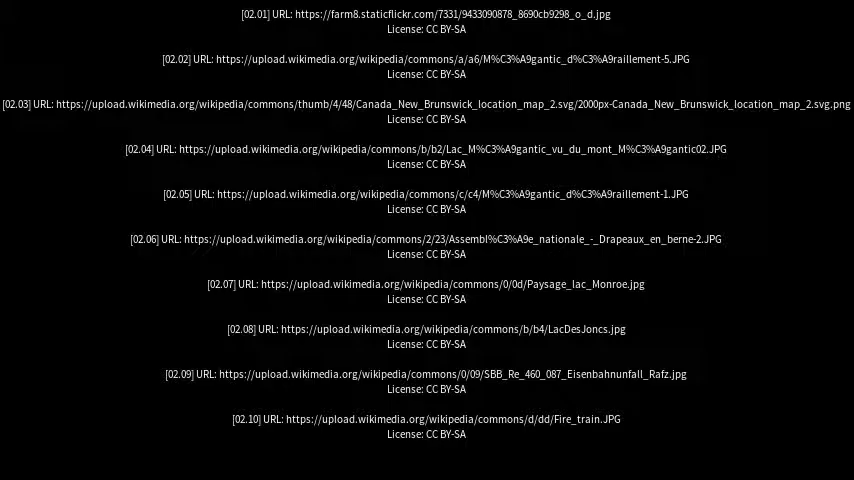 [02.01] URL: https://farm8.staticflickr.com/7331/9433090878_8690cb9298_o_d.jpg
License: CC BY-SA
[02.02] URL: https://upload.wikimedia.org/wikipedia/commons/a/a6/M%C3%A9gantic_d%C3%A9raillement-5.JPG
License: CC BY-SA
[02.03] URL: https://upload.wikimedia.org/wikipedia/commons/thumb/4/48/Canada_New_Brunswick_location_map_2.svg/2000px-Canada_New_Brunswick_location_map_2.svg.png
License: CC BY-SA
[02.04] URL: https://upload.wikimedia.org/wikipedia/commons/b/b2/Lac_M%C3%A9gantic_vu_du_mont_M%C3%A9gantic02.JPG
License: CC BY-SA
[02.05] URL: https://upload.wikimedia.org/wikipedia/commons/c/c4/M%C3%A9gantic_d%C3%A9raillement-1.JPG
License: CC BY-SA
[02.06] URL: https://upload.wikimedia.org/wikipedia/commons/2/23/Assembl%C3%A9e_nationale_-_Drapeaux_en_berne-2.JPG
License: CC BY-SA
[02.07] URL: https://upload.wikimedia.org/wikipedia/commons/0/0d/Paysage_lac_Monroe.jpg
License: CC BY-SA
[02.08] URL: https://upload.wikimedia.org/wikipedia/commons/b/b4/LacDesJoncs.jpg
License: CC BY-SA
[02.09] URL: https://upload.wikimedia.org/wikipedia/commons/0/09/SBB_Re_460_087_Eisenbahnunfall_Rafz.jpg
License: CC BY-SA
[02.10] URL: https://upload.wikimedia.org/wikipedia/commons/d/dd/Fire_train.JPG
License: CC BY-SA